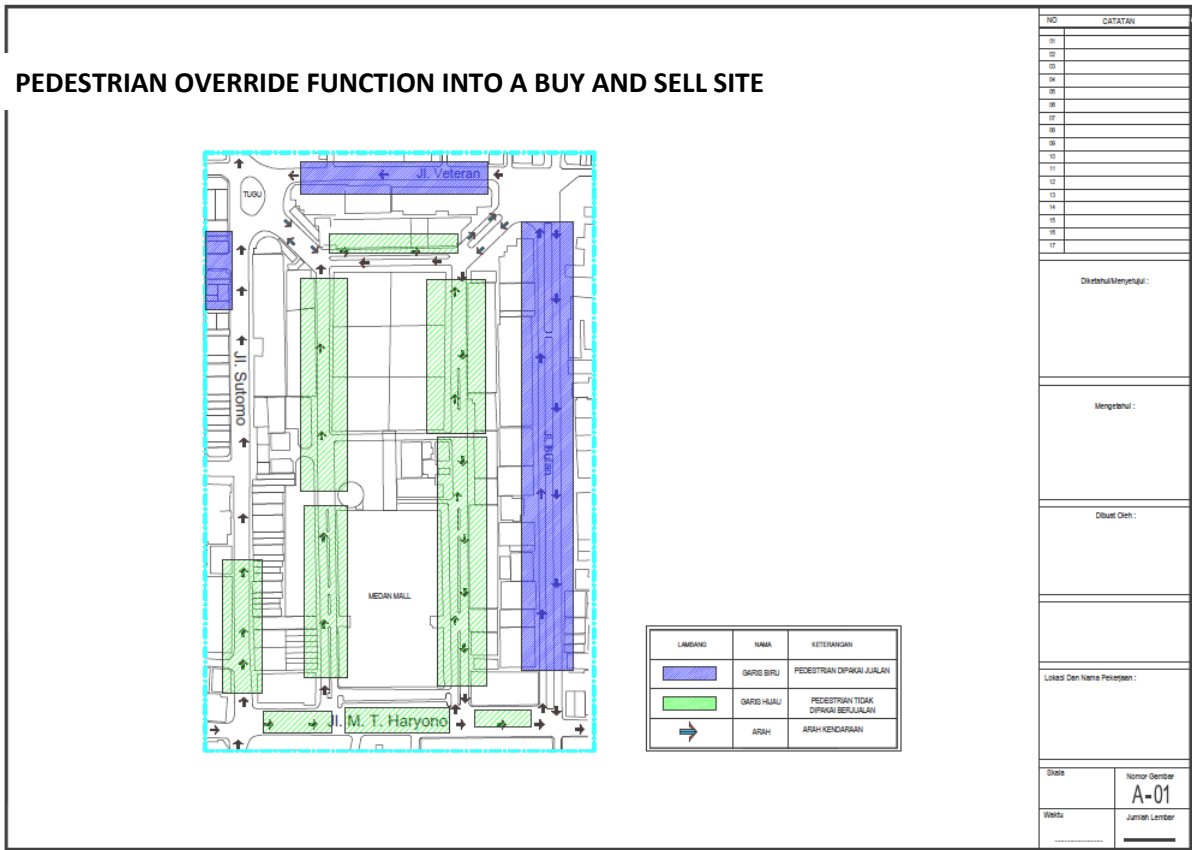 PEDESTRIAN OVERRIDE FUNCTION INTO A BUY AND SELL SITE
Jl. Veteran
TUGU
Jl. Sutomo
Jl. Bulan
MEDAN MALL
Jl. M. T. Haryono
LAMBANG NAMA KETERANGAN
GARIS BIRU PEDESTRIAN DIPAKAI JUALAN
GARIS HIJAU PEDESTRIAN TIDAK
DIPAKAI BERJUALAN
ARAH ARAH KENDARAAN
NO CATATAN
01
02
03
04
05
06
07
08
09
10
11
12
13
14
15
16
17
Diketahui/Menyetujui :
Mengetahui :
Dibuat Oleh :
Lokasi Dan Nama Pekerjaan :
Skala
Nomor Gambar
A-01
Waktu
Jumlah Lember